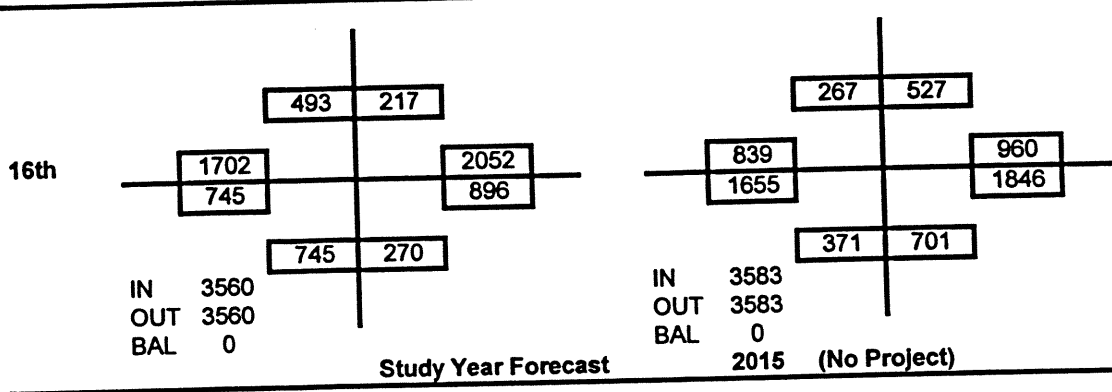 493 217 267 527
16th 1702 2052 839 960
745 896 1655 1846
745 270 371 701
IN 3560 IN 3583
OUT 3560 OUT 3583
BAL 0 BAL 0
Study Year Forecast 2015 (No Project)